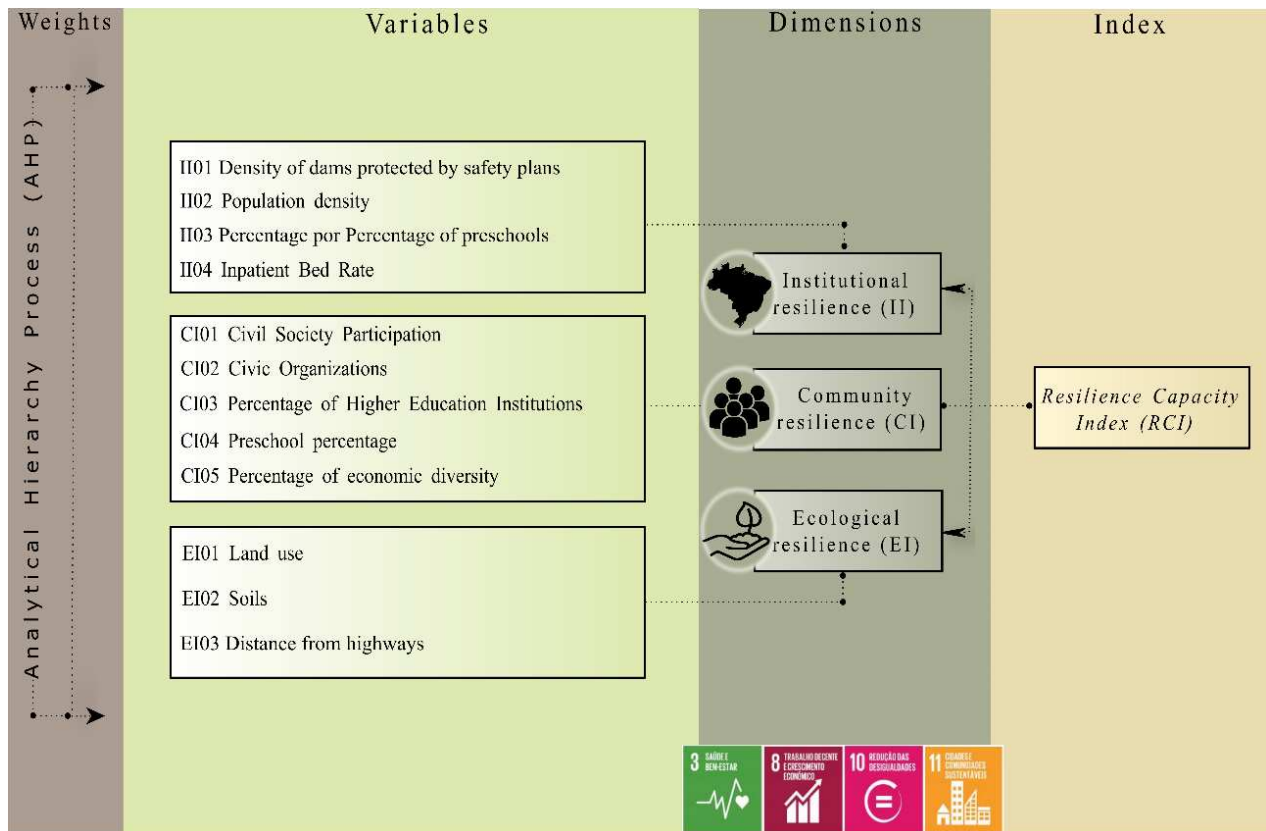 Weights
Variables
Dimensions
Index
Analytical Hierarchy Process (AHP)
II01 Density of dams protected by safety plans
II02 Population density
II03 Percentage por Percentage of preschools
II04 Inpatient Bed Rate
CI01 Civil Society Participation
CI02 Civic Organizations
CI03 Percentage of Higher Education Institutions
CI04 Preschool percentage
CI05 Percentage of economic diversity
EI01 Land use
EI02 Soils
EI03 Distance from highways
Institutional
resilience (II)
Community
resilience (CI)
Ecological
resilience (EI)
Resilience Capacity
Index (RCI)
3 SAÚDE E
BEM-ESTAR
8 TRABALHO DECENTE
E CRESCIMENTO
ECONÓMICO
10 REDUÇÃO DAS
DESIGUALDADES
11 CIDADES E
COMUNIDADES
SUSTENTÁVEIS